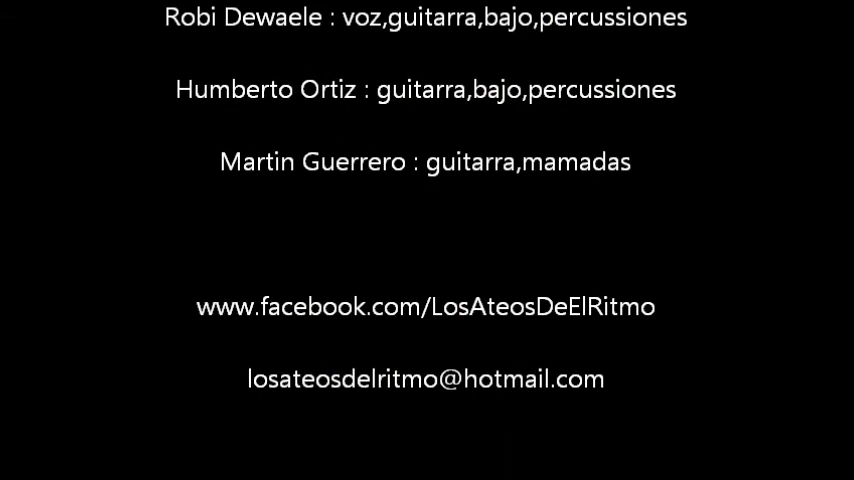 Robi Dewaele : voz,guitarra,bajo,percussiones
Humberto Ortiz : guitarra,bajo,percussiones
Martin Guerrero : guitarra,mamadas
www.facebook.com/LosAteosDeElRitmo
losateosdelritmo@hotmail.com